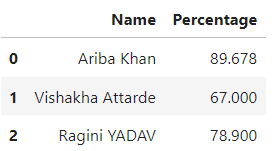 Name Percentage
0 Ariba Khan 89.678
1 Vishakha Attarde 67.000
2 Ragini YADAV 78.900